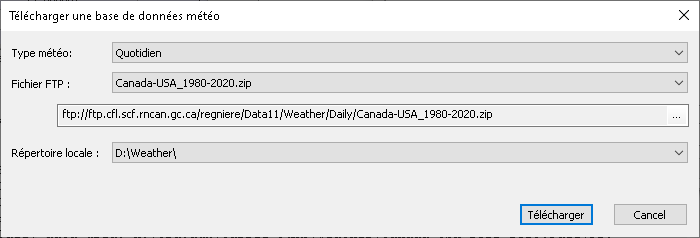 Télécharger une base de données météo
Type météo: Quotidien
Fichier FTP : Canada-USA_1980-2020.zip
ftp://ftp.cfl.scf.rncan.gc.ca/regniere/Data11/Weather/Daily/Canada-USA_1980-2020.zip ...
Répertoire locale : D:\Weather\
Télécharger Cancel